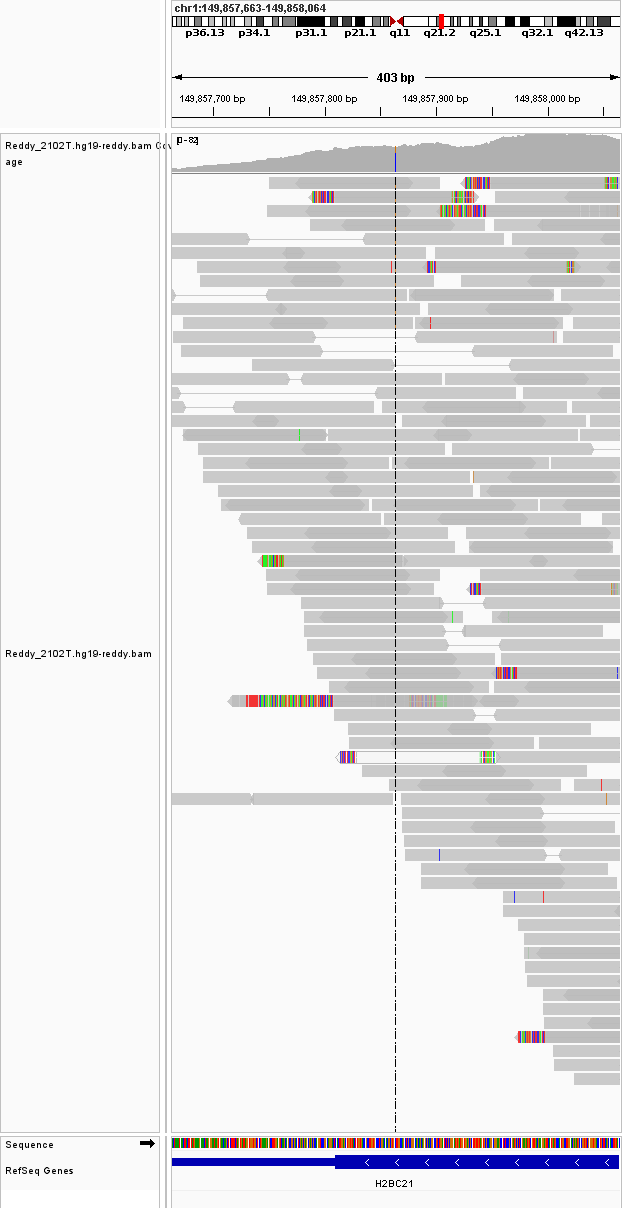 chr1:149,857,663-149,858,064
p36.13 p34.1 p31.1 p21.1 q11 q21.2 q25.1 q32.1 q42.13
403 bp
149,857,700 bp 149,857,800 bp 149,857,900 bp 149,858,000 bp
Reddy_2102T.hg19-reddy.bam Cov
age
[0 - 82]
Reddy_2102T.hg19-reddy.bam
Sequence
RefSeq Genes
H2BC21